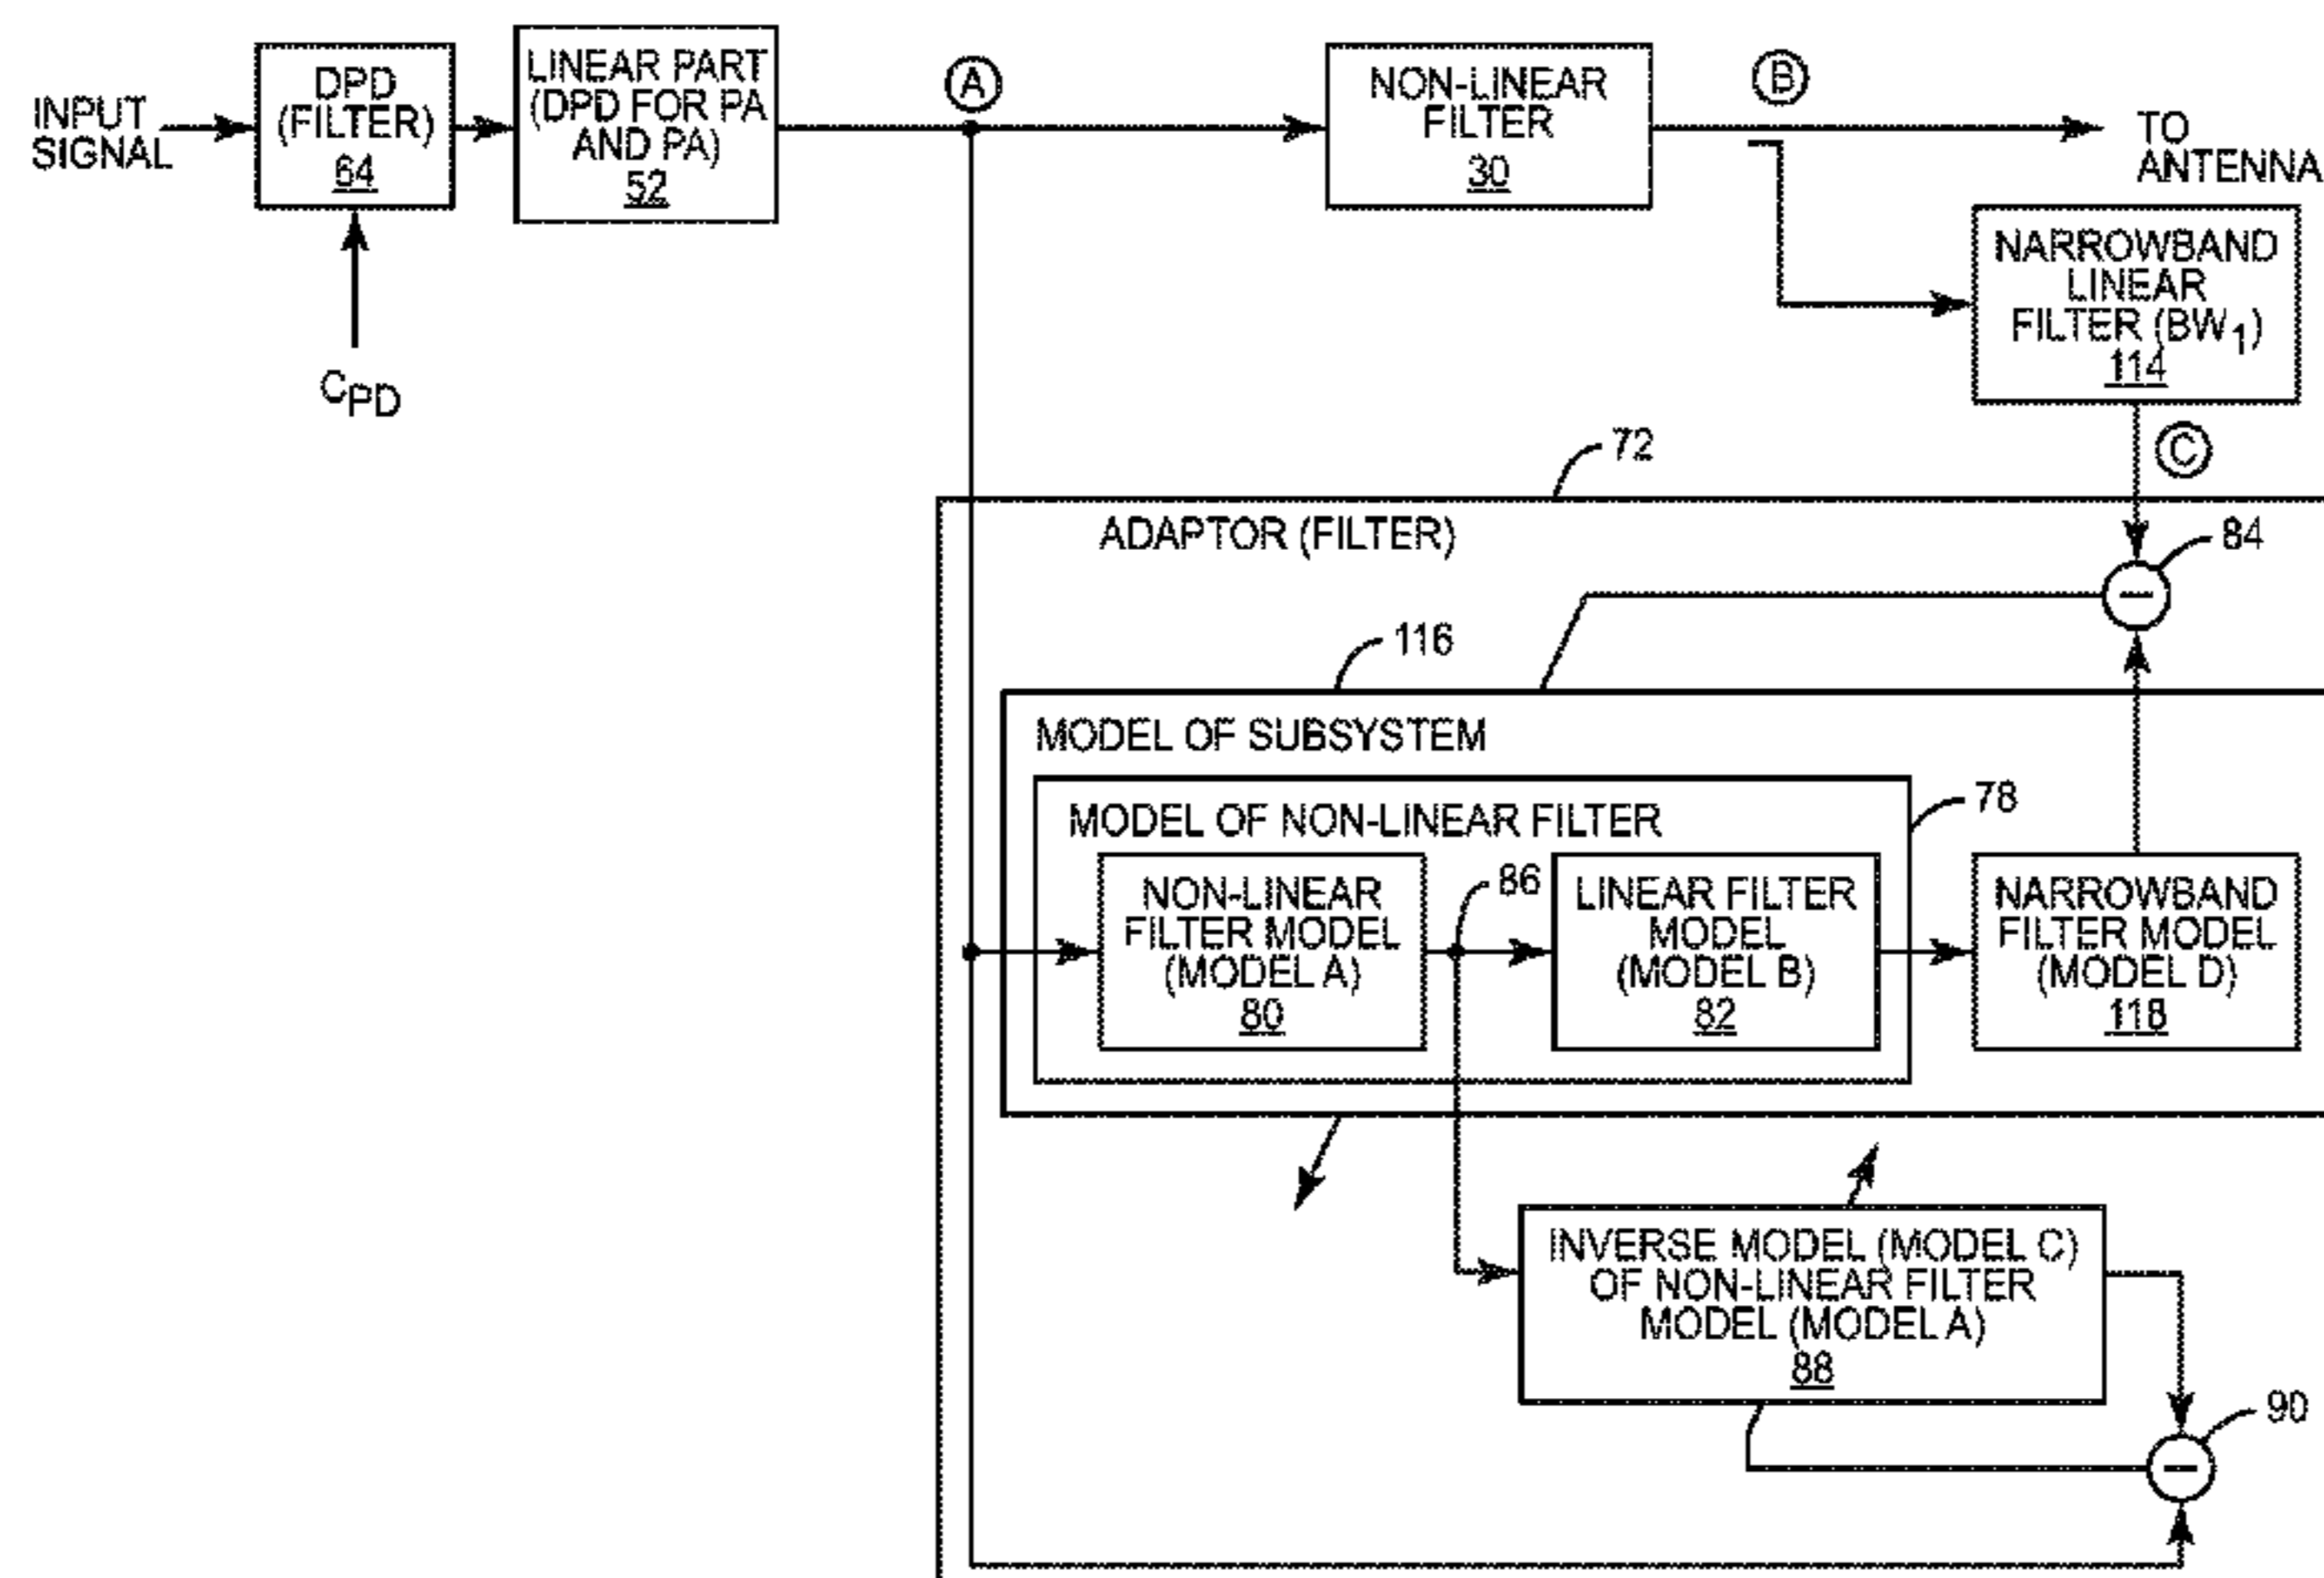 INPUT
SIGNAL
DPD
(FILTER)
64
CPD
LINEAR PART
(DPD FOR PA
AND PA)
52
A
NON-LINEAR
FILTER
30
B
TO
ANTENNA
NARROWBAND
LINEAR
FILTER (BW1)
114
C
72
ADAPTOR (FILTER)
84
116
MODEL OF SUBSYSTEM
78
MODEL OF NON-LINEAR FILTER
NON-LINEAR
FILTER MODEL
(MODEL A)
80
86
LINEAR FILTER
MODEL
(MODEL B)
82
NARROWBAND
FILTER MODEL
(MODEL D)
118
INVERSE MODEL (MODEL C)
OF NON-LINEAR FILTER
MODEL (MODEL A)
88
90